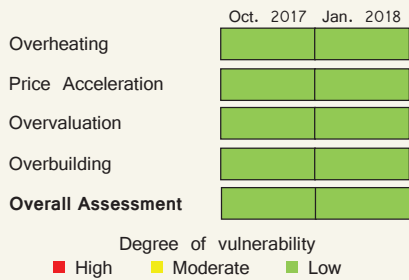 Oct. 2017 Jan. 2018
Overheating
Price Acceleration
Overvaluation
Overbuilding
Overall Assessment
Degree of vulnerability
High Moderate Low